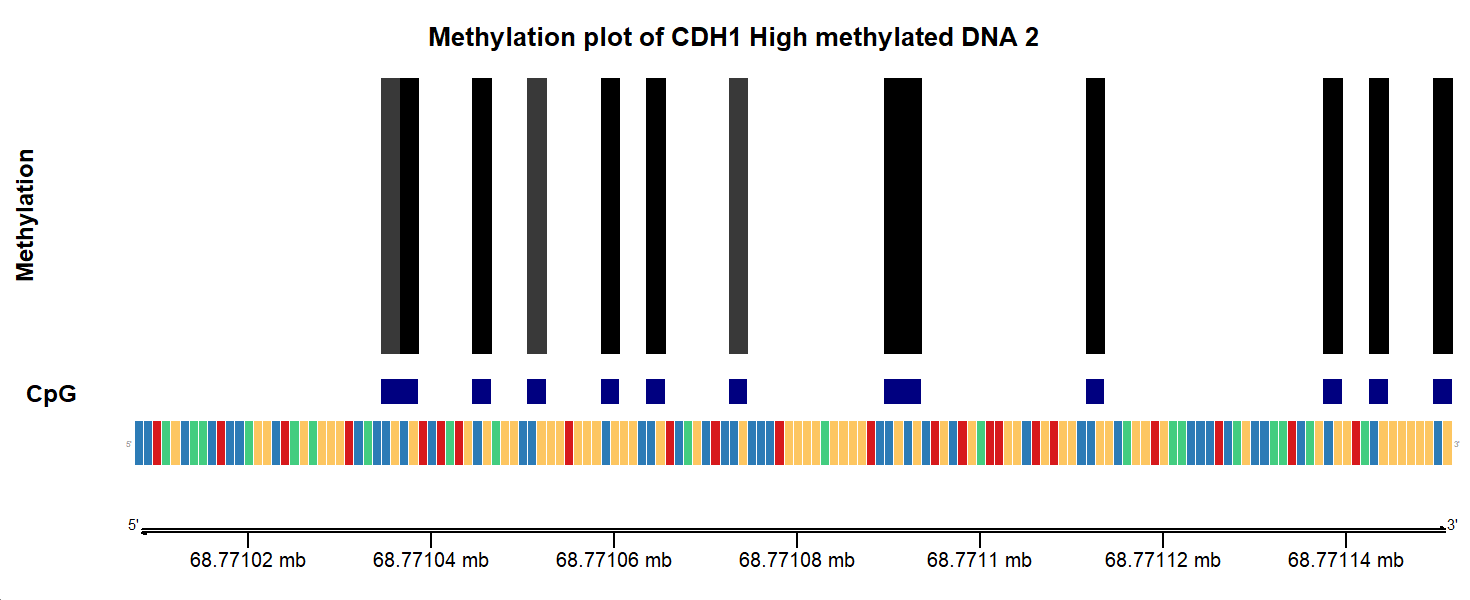 Methylation plot of CDH1 High methylated DNA 2
Methylation
CpG
5' 3'
5' 3'
68.77102 mb 68.77104 mb 68.77106 mb 68.77108 mb 68.7711 mb 68.77112 mb 68.77114 mb